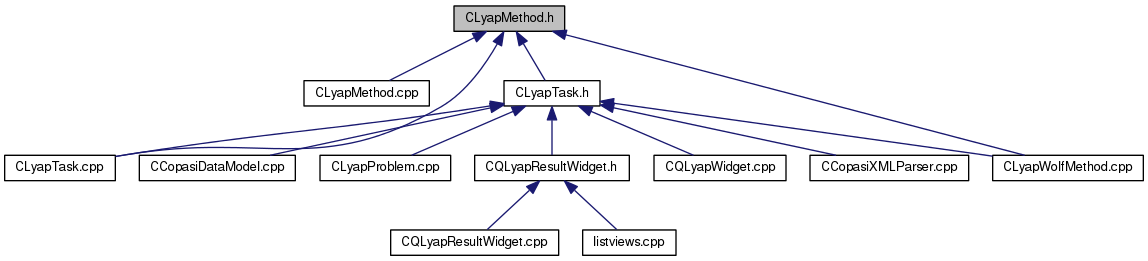 CLyapMethod.h
CLyapMethod.cpp
CLyapTask.h
CLyapTask.cpp
CCopasiDataModel.cpp
CLyapProblem.cpp
CQLyapResultWidget.h
CQLyapWidget.cpp
CCopasiXMLParser.cpp
CLyapWolfMethod.cpp
CQLyapResultWidget.cpp
listviews.cpp